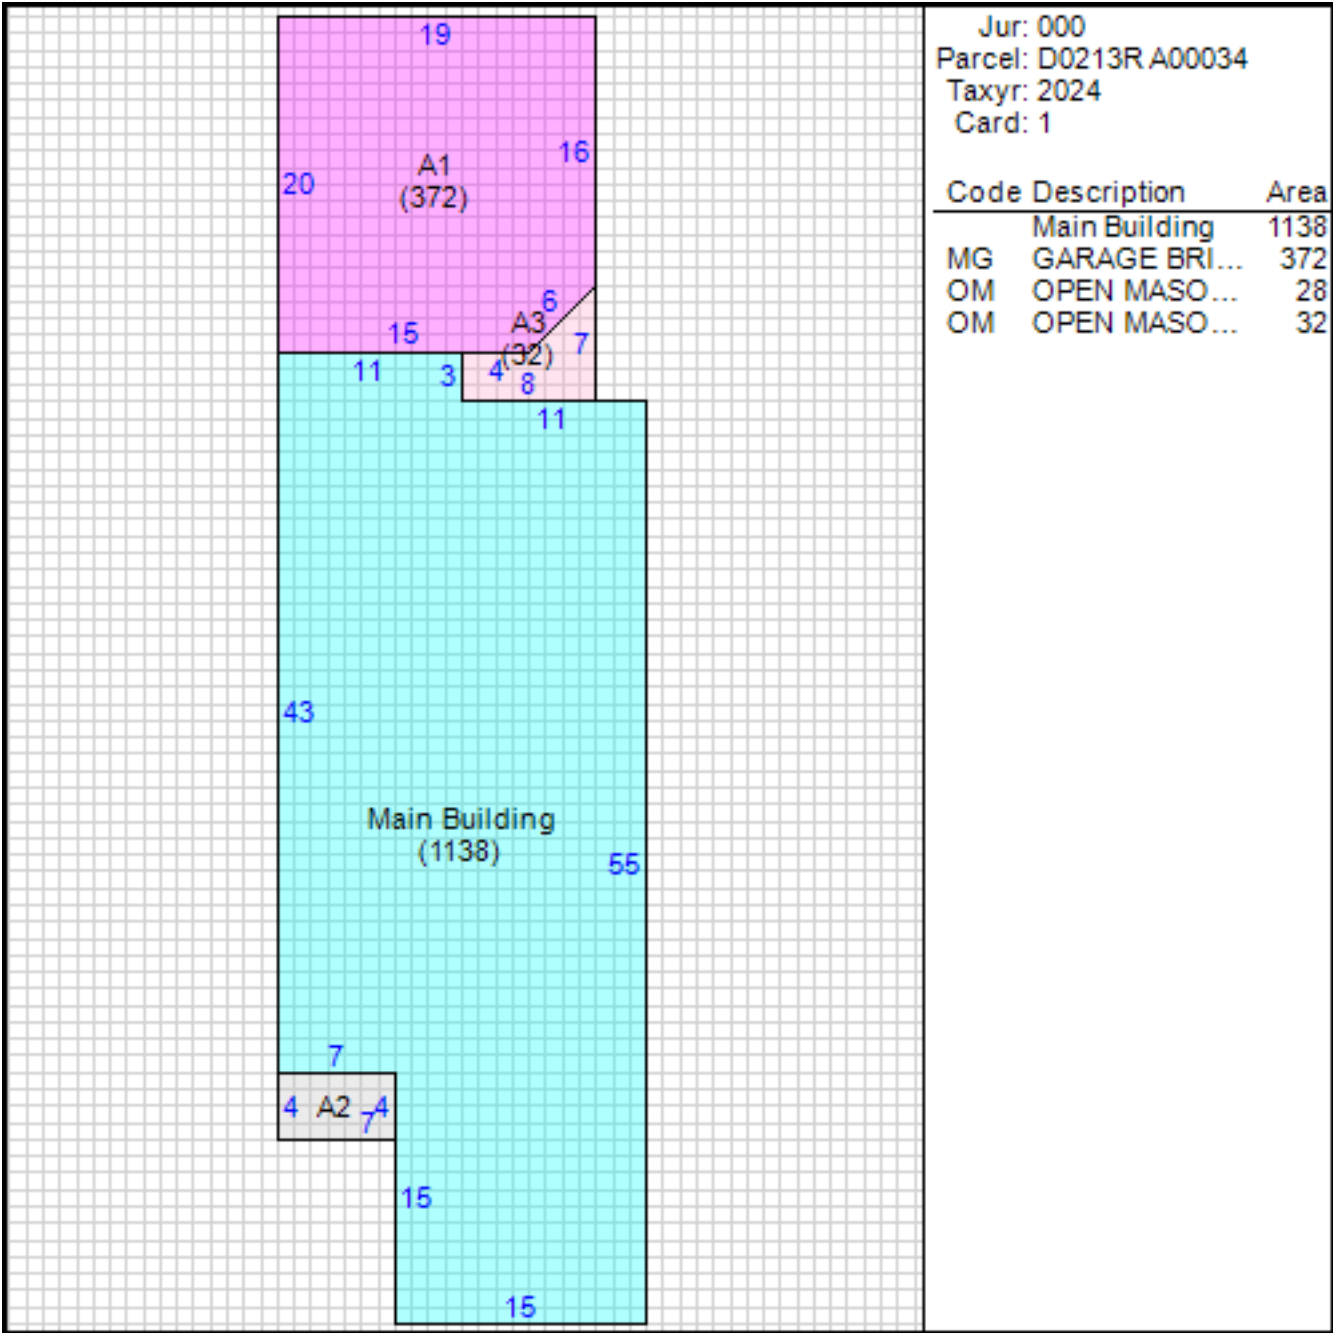 Jur: 000
Parcel: D0213R A00034
Taxyr: 2024
Card: 1
Code Description Area
Main Building 1138
MG GARAGE BRI... 372
OM OPEN MASO... 28
OM OPEN MASO... 32
19
16
A1
(372)
20
6
A3
(32)
15
7
11
3
4
8
11
43
Main Building
(1138)
55
7
4
A2
4
7
15
15